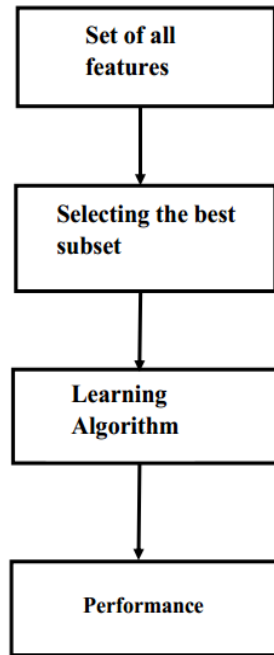 Set of all
features
Selecting the best
subset
Learning
Algorithm
Performance